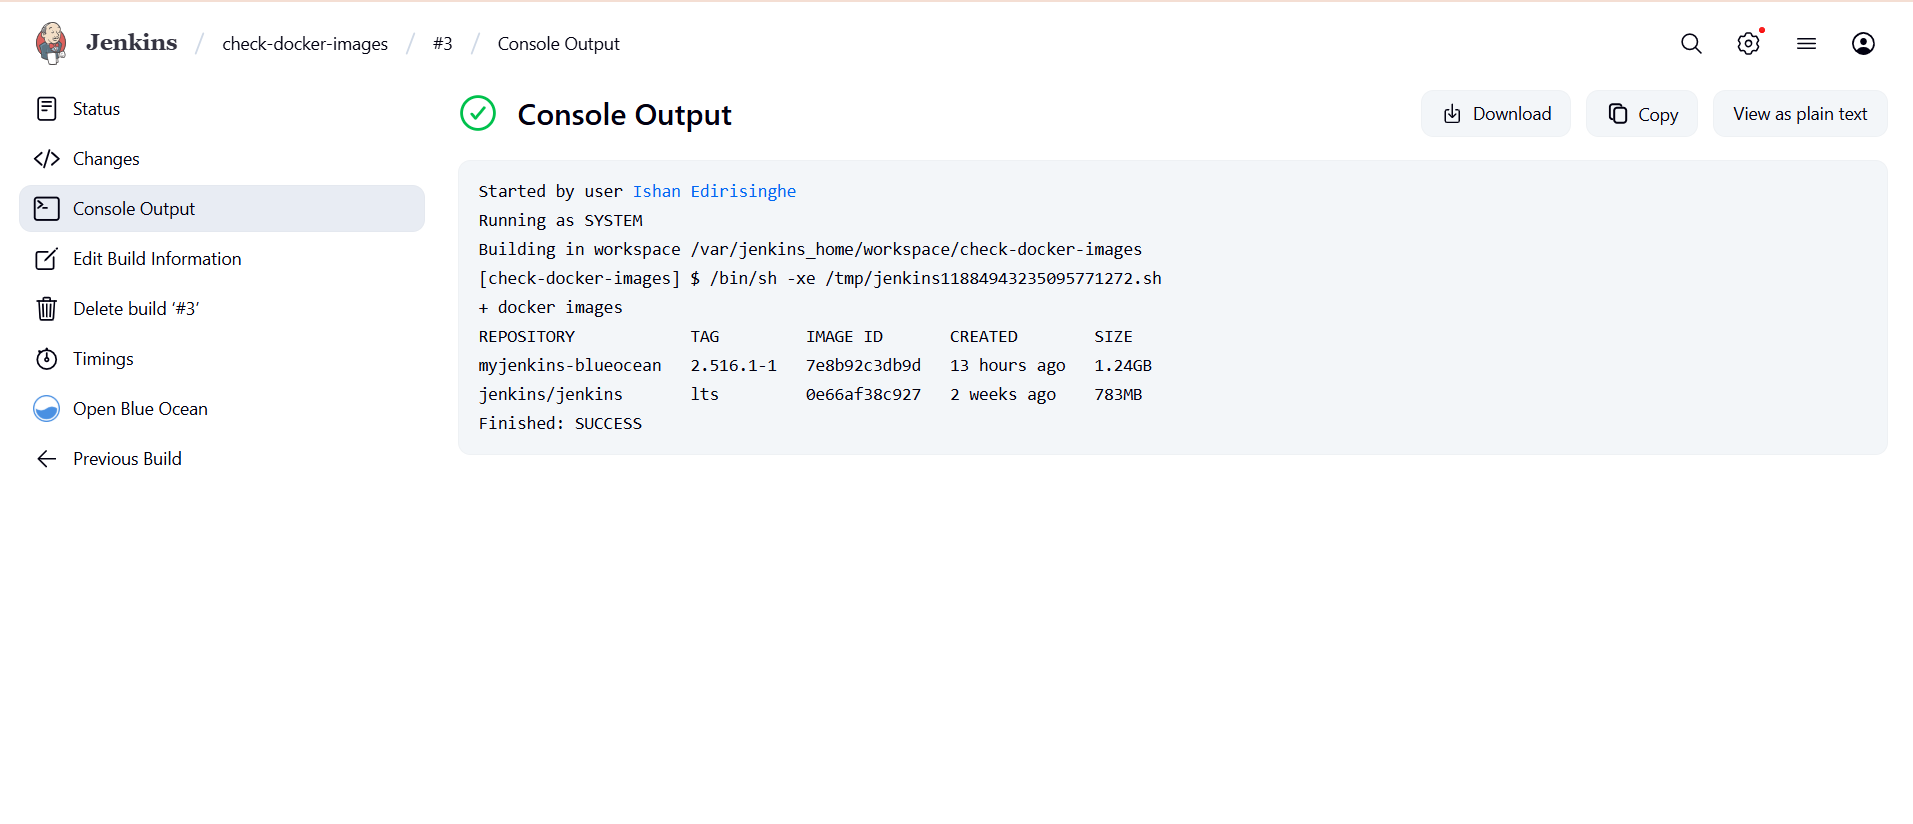 Jenkins / check-docker-images / #3 / Console Output
Status
Changes
Console Output
Edit Build Information
Delete build ‘#3’
Timings
Open Blue Ocean
Previous Build
Console Output
Download
Copy
View as plain text
Started by user Ishan Edirisinghe
Running as SYSTEM
Building in workspace /var/jenkins_home/workspace/check-docker-images
[check-docker-images] $ /bin/sh -xe /tmp/jenkins11884943235095771272.sh
+ docker images
REPOSITORY            TAG         IMAGE ID       CREATED        SIZE
myjenkins-blueocean   2.516.1-1   7e8b92c3db9d   13 hours ago   1.24GB
jenkins/jenkins       lts         0e66af38c927   2 weeks ago    783MB
Finished: SUCCESS